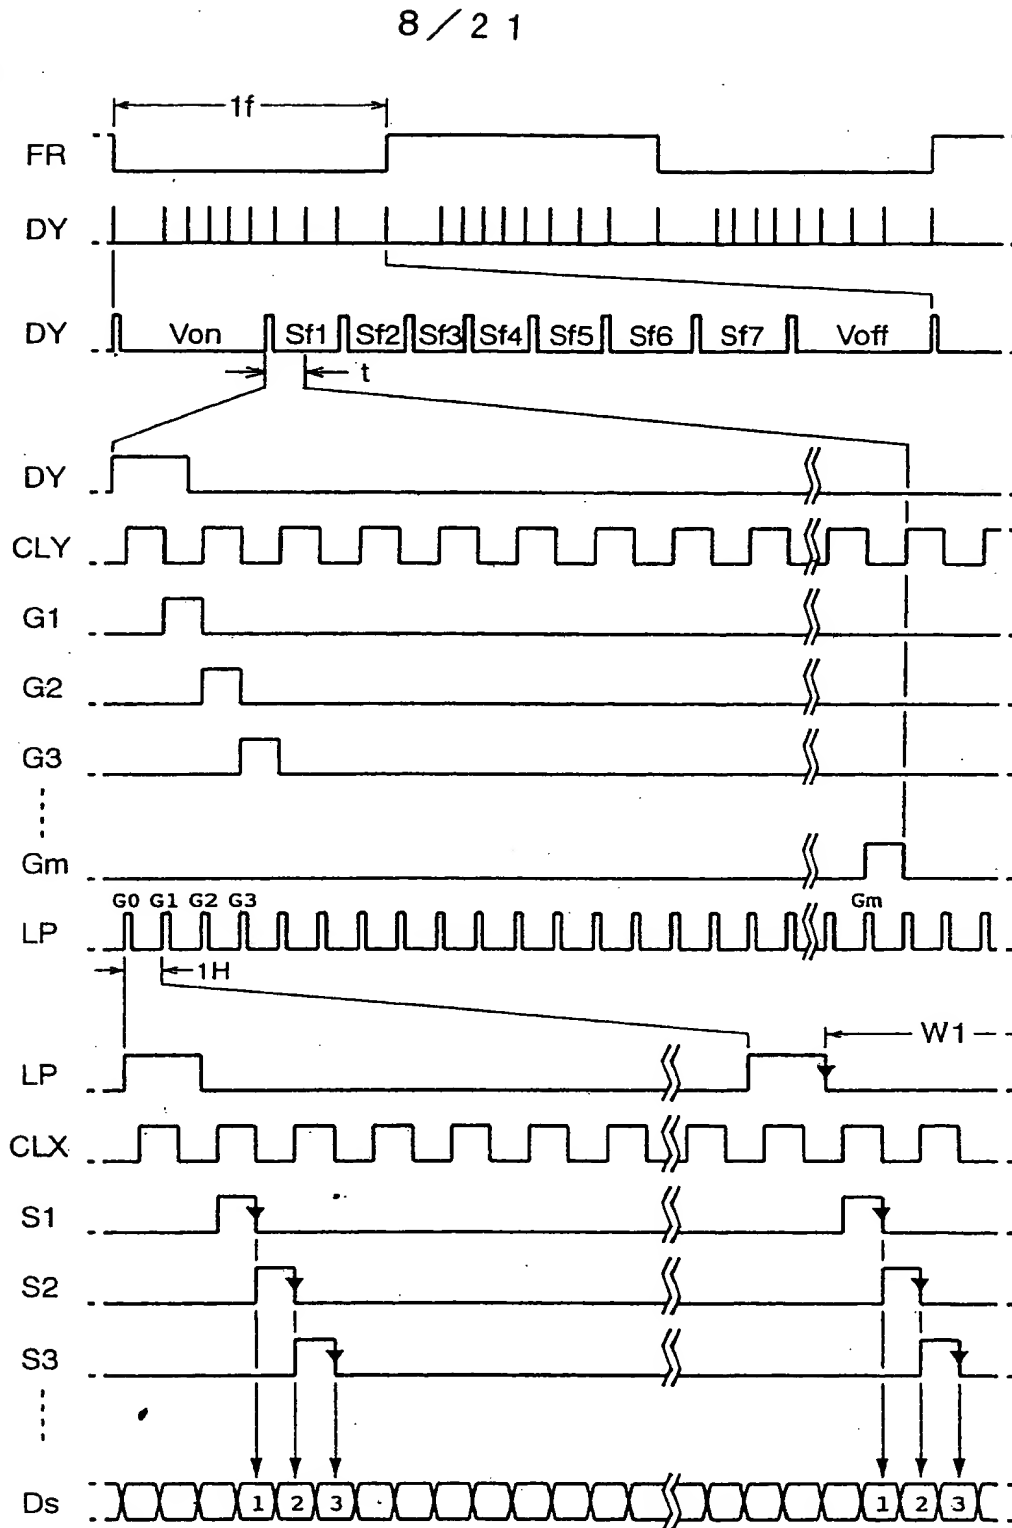 8/21
1f
FR
DY
DY Von Sf1 Sf2 Sf3 Sf4 Sf5 Sf6 Sf7 Voff
t
DY
CLY
G1
G2
G3
Gm
G0 G1 G2 G3 Gm
LP
1H
W1
LP
CLX
S1
S2
S3
Ds 1 2 3 1 2 3